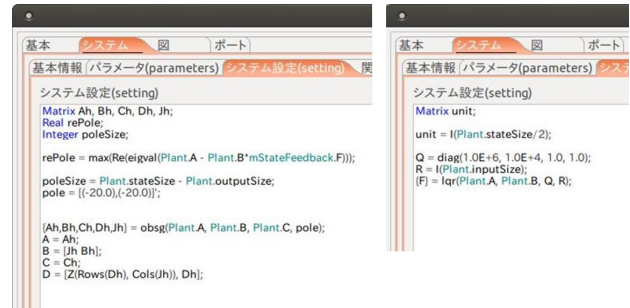 基本 システム 図 ポート
基本情報 パラメータ(parameters) システム設定(setting) 関
システム設定(setting)
Matrix Ah, Bh, Ch, Dh, Jh;
Real rePole;
Integer poleSize;
rePole = max(Re(eigval(Plant.A - Plant.B*mStateFeedback.F)));
poleSize = Plant.stateSize - Plant.outputSize;
pole = [(-20.0),(-20.0)]';
{Ah,Bh,Ch,Dh,Jh} = obsg(Plant.A, Plant.B, Plant.C, pole);
A = Ah;
B = [Jh Bh];
C = Ch;
D = [Z(Rows(Dh), Cols(Jh)), Dh];
基本 システム 図 ポート
基本情報 パラメータ(parameters) システ
システム設定(setting)
Matrix unit;
unit = I(Plant.stateSize/2);
Q = diag(1.0E+6, 1.0E+4, 1.0, 1.0);
R = I(Plant.inputSize);
{F} = lqr(Plant.A, Plant.B, Q, R);